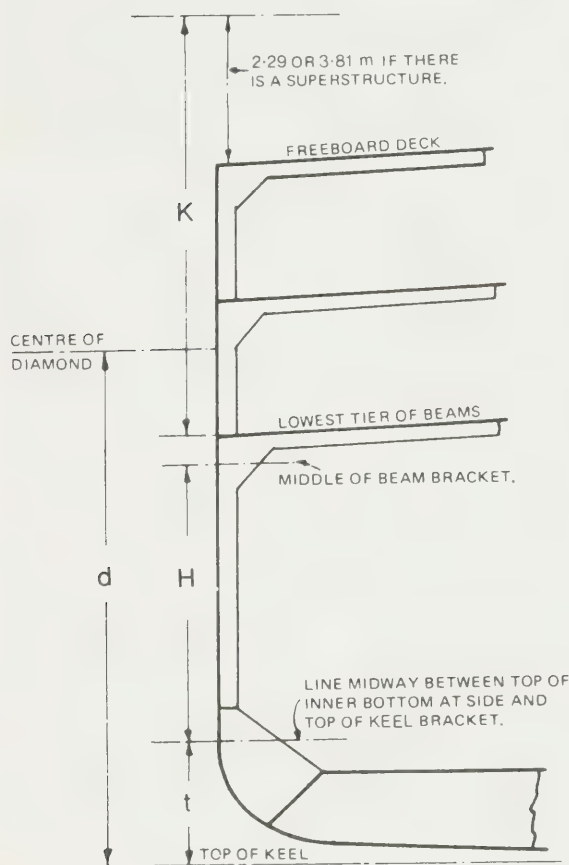 2·29 OR 3·81 m IF THERE
IS A SUPERSTRUCTURE.
FREEBOARD DECK
K
CENTRE OF
DIAMOND
LOWEST TIER OF BEAMS
MIDDLE OF BEAM BRACKET.
d
H
LINE MIDWAY BETWEEN TOP OF
INNER BOTTOM AT SIDE AND
TOP OF KEEL BRACKET.
t
TOP OF KEEL